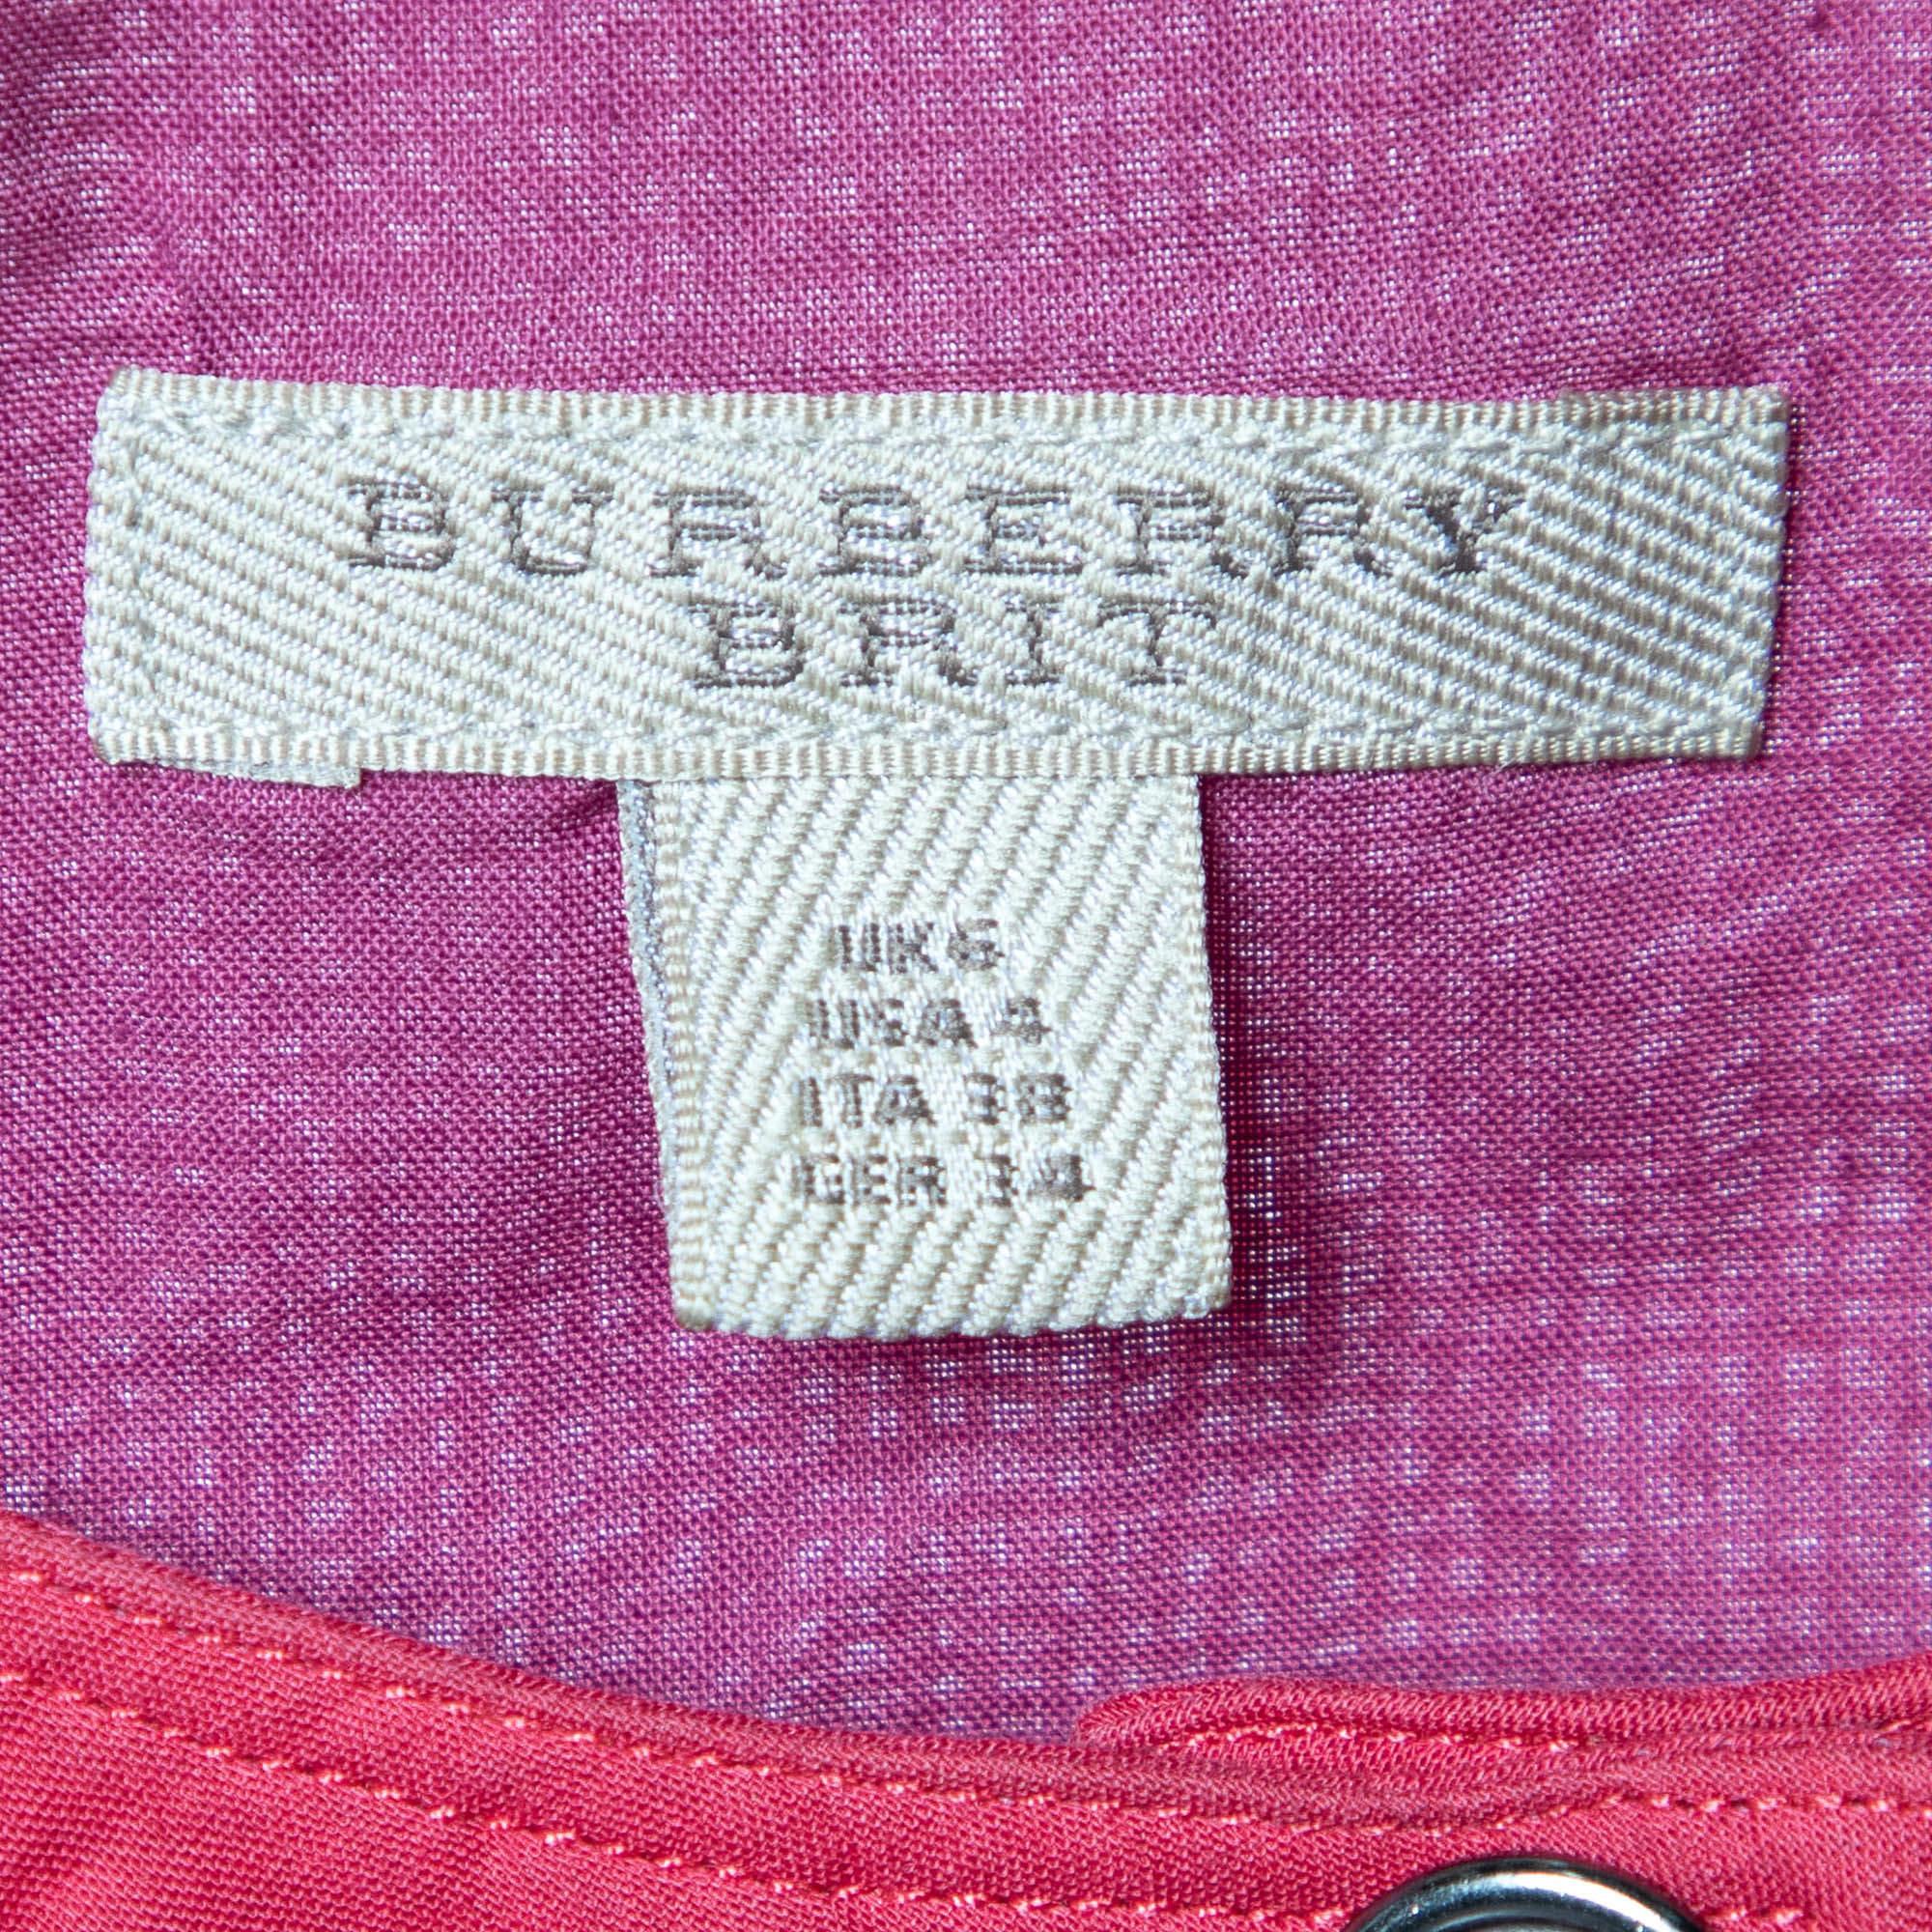 BURBERRY
BRIT
UK 6
USA 4
ITA 38
GER 34